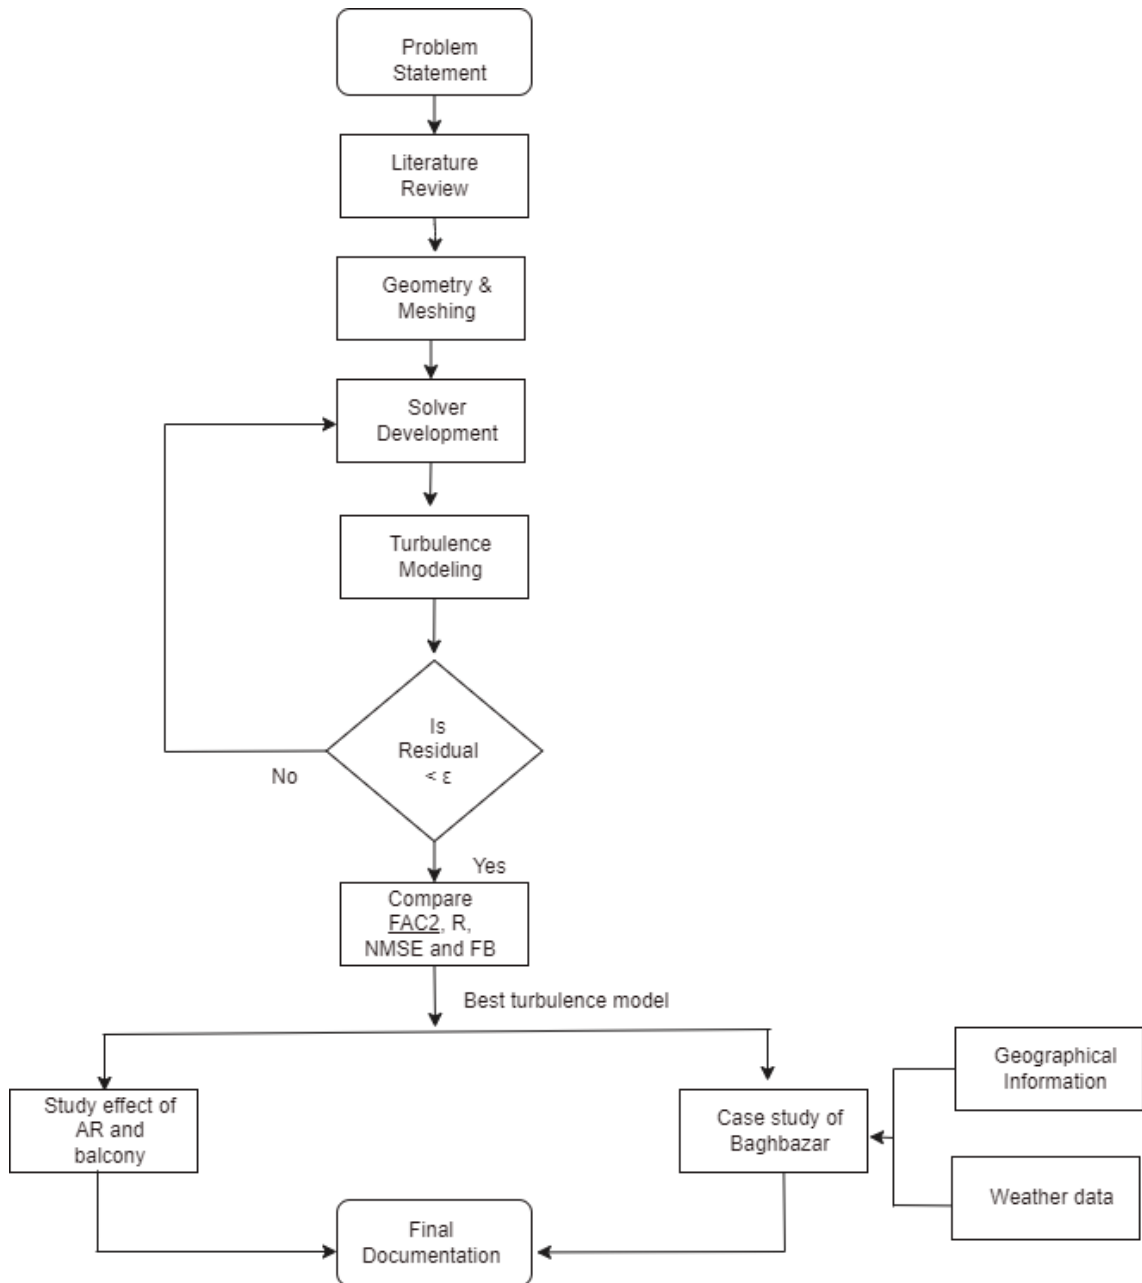 Problem
Statement
Literature
Review
Geometry &
Meshing
Solver
Development
Turbulence
Modeling
Is
Residual
< ε
No
Yes
Compare
FAC2, R,
NMSE and FB
Best turbulence model
Geographical
Information
Study effect of
AR and
balcony
Case study of
Baghbazar
Weather data
Final
Documentation